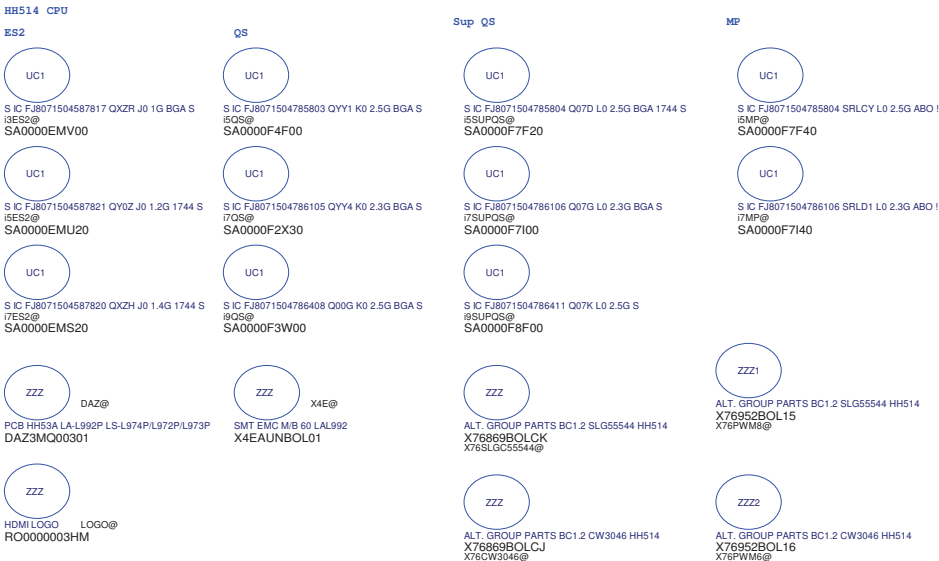 HH514 CPU
ES2
QS
Sup QS
MP
UC1
S IC FJ8071504587817 QXZR J0 1G BGA S
i3ES2@
SA0000EMV00
UC1
S IC FJ8071504785803 QYY1 K0 2.5G BGA S
i5QS@
SA0000F4F00
UC1
S IC FJ8071504785804 Q07D L0 2.5G BGA 1744 S
i5SUPQS@
SA0000F7F20
UC1
S IC FJ8071504785804 SRLCY L0 2.5G ABO !
i5MP@
SA0000F7F40
UC1
S IC FJ8071504587821 QY0Z J0 1.2G 1744 S
i5ES2@
SA0000EMU20
UC1
S IC FJ8071504786105 QYY4 K0 2.3G BGA S
i7QS@
SA0000F2X30
UC1
S IC FJ8071504786106 Q07G L0 2.3G BGA S
i7SUPQS@
SA0000F7I00
UC1
S IC FJ8071504786106 SRLD1 L0 2.3G ABO !
i7MP@
SA0000F7I40
UC1
S IC FJ8071504587820 QXZH J0 1.4G 1744 S
i7ES2@
SA0000EMS20
UC1
S IC FJ8071504786408 Q00G K0 2.5G BGA S
i9QS@
SA0000F3W00
UC1
S IC FJ8071504786411 Q07K L0 2.5G S
i9SUPQS@
SA0000F8F00
ZZZ
DAZ@
PCB HH53A LA-L992P LS-L974P/L972P/L973P
DAZ3MQ00301
ZZZ
X4E@
SMT EMC M/B 60 LAL992
X4EAUNBOL01
ZZZ
ALT. GROUP PARTS BC1.2 SLG55544 HH514
X76869BOLCK
X76SLGC55544@
ZZZ1
ALT. GROUP PARTS BC1.2 SLG55544 HH514
X76952BOL15
X76PWM8@
ZZZ
HDMI LOGO
LOGO@
RO0000003HM
ZZZ
ALT. GROUP PARTS BC1.2 CW3046 HH514
X76869BOLCJ
X76CW3046@
ZZZ2
ALT. GROUP PARTS BC1.2 CW3046 HH514
X76952BOL16
X76PWM6@